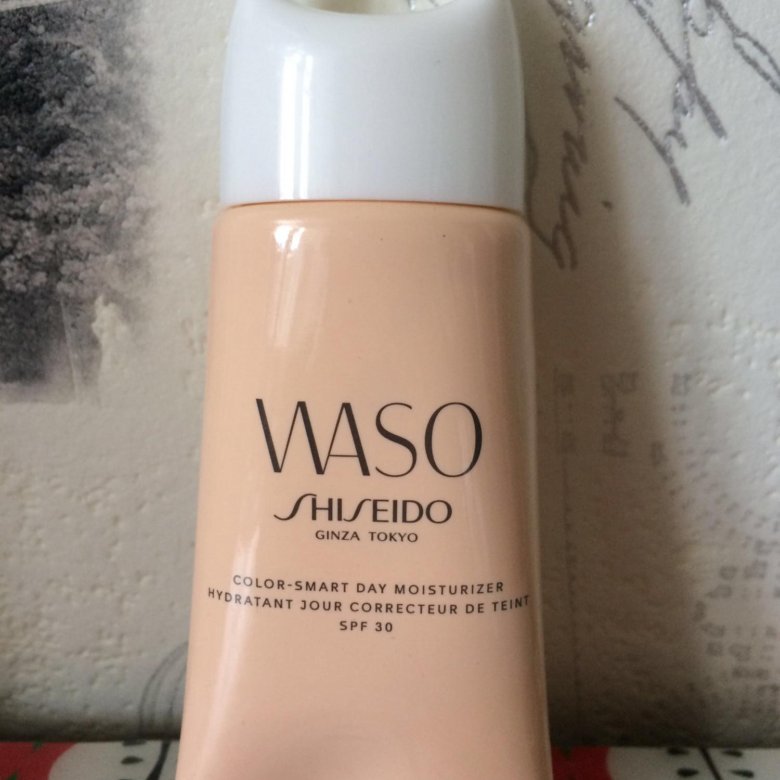 WASO
SHISEIDO
GINZA TOKYO
COLOR-SMART DAY MOISTURIZER
HYDRATANT JOUR CORRECTEUR DE TEINT
SPF 30